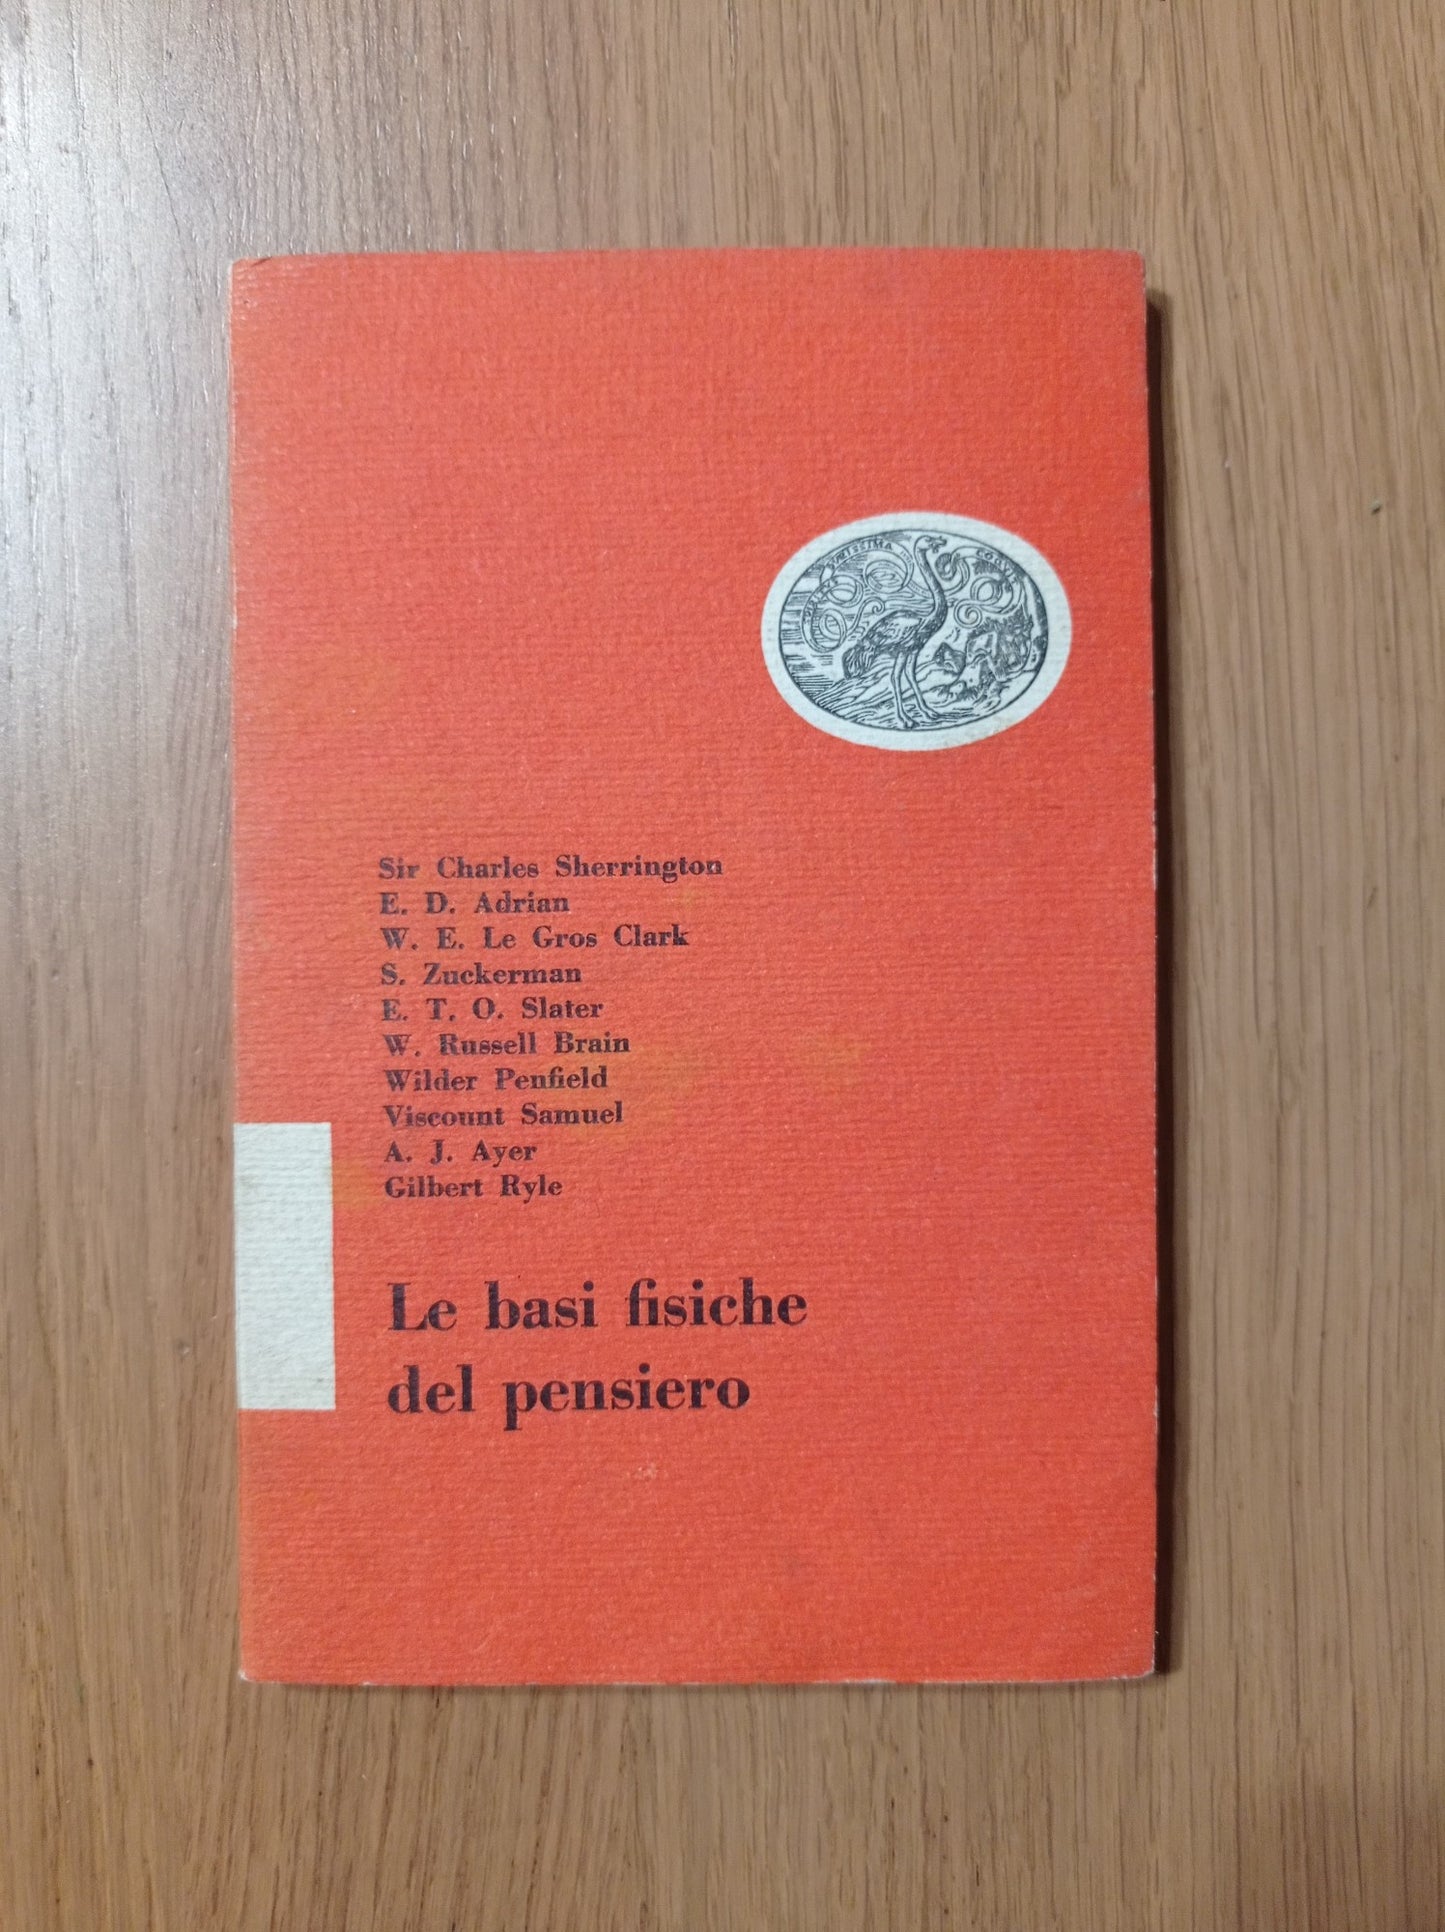 Sir Charles Sherrington
E. D. Adrian
W. E. Le Gros Clark
S. Zuckerman
E. T. O. Slater
W. Russell Brain
Wilder Penfield
Viscount Samuel
A. J. Ayer
Gilbert Ryle
Le basi fisiche
del pensiero